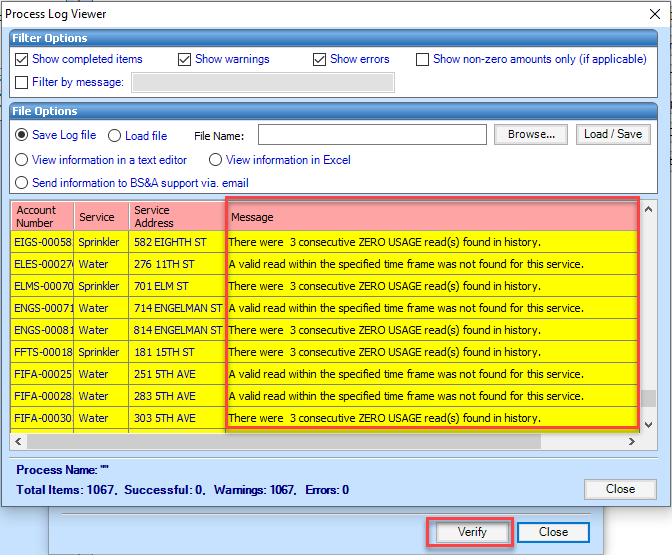 Process Log Viewer
Filter Options
Show completed items Show warnings Show errors Show non-zero amounts only (if applicable)
Filter by message:
File Options
Save Log file Load file File Name: Browse... Load / Save
View information in a text editor View information in Excel
Send information to BS&A support via. email
Account Number Service Service Address Message
EIGS-00058 Sprinkler 582 EIGHTH ST There were 3 consecutive ZERO USAGE read(s) found in history.
ELES-00027 Water 276 11TH ST A valid read within the specified time frame was not found for this service.
ELMS-00070 Sprinkler 701 ELM ST There were 3 consecutive ZERO USAGE read(s) found in history.
ENGS-00071 Water 714 ENGELMAN ST A valid read within the specified time frame was not found for this service.
ENGS-00081 Water 814 ENGELMAN ST There were 3 consecutive ZERO USAGE read(s) found in history.
FFTS-00018 Sprinkler 181 15TH ST There were 3 consecutive ZERO USAGE read(s) found in history.
FIFA-00025 Water 251 5TH AVE A valid read within the specified time frame was not found for this service.
FIFA-00028 Water 283 5TH AVE A valid read within the specified time frame was not found for this service.
FIFA-00030 Water 303 5TH AVE There were 3 consecutive ZERO USAGE read(s) found in history.
Process Name: ""
Total Items: 1067, Successful: 0, Warnings: 1067, Errors: 0 Close
Verify Close